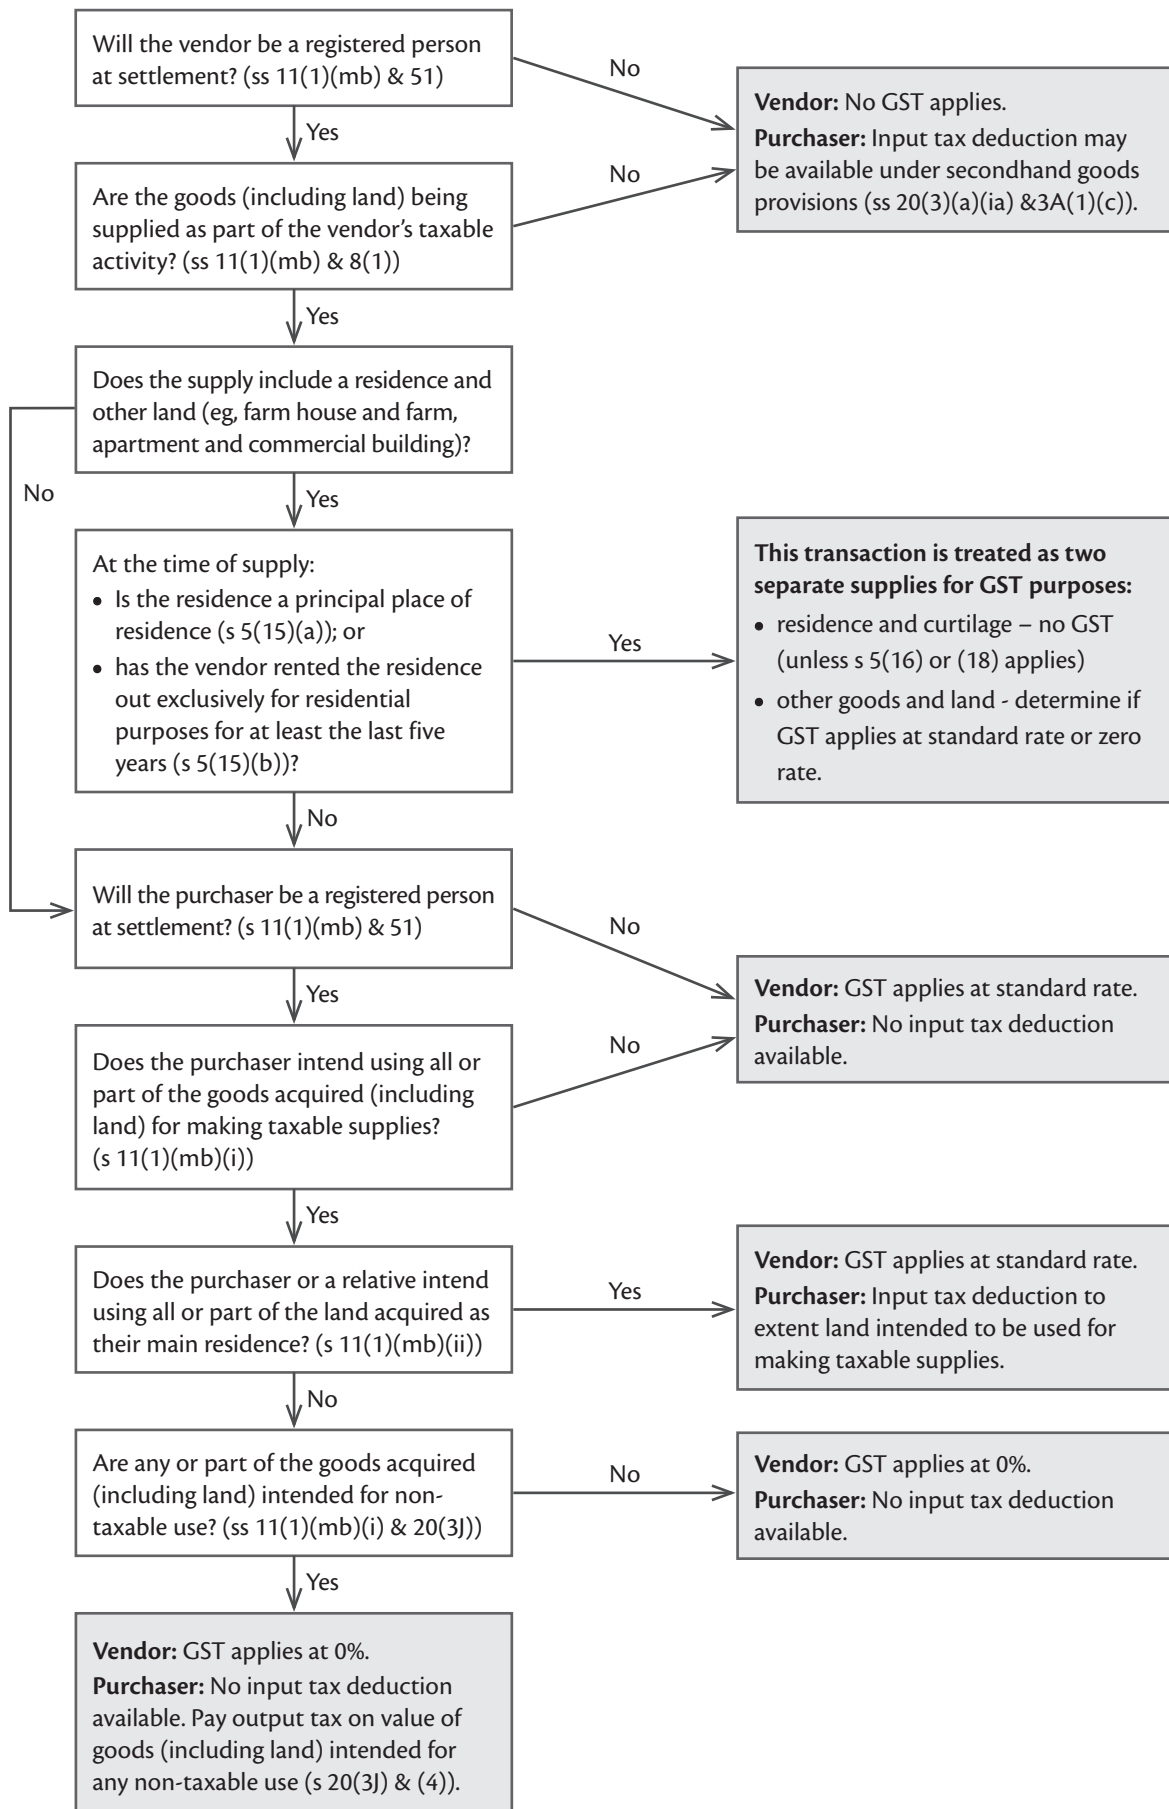 Will the vendor be a registered person
at settlement? (ss 11(1)(mb) & 51)
No
Yes
Vendor: No GST applies.
Purchaser: Input tax deduction may
be available under secondhand goods
provisions (ss 20(3)(a)(ia) &3A(1)(c)).
Are the goods (including land) being
supplied as part of the vendor's taxable
activity? (ss 11(1)(mb) & 8(1))
No
Yes
Does the supply include a residence and
other land (eg, farm house and farm,
apartment and commercial building)?
No
Yes
At the time of supply:
• Is the residence a principal place of
residence (s 5(15)(a)); or
• has the vendor rented the residence
out exclusively for residential
purposes for at least the last five
years (s 5(15)(b))?
Yes
This transaction is treated as two
separate supplies for GST purposes:
• residence and curtilage – no GST
(unless s 5(16) or (18) applies)
• other goods and land - determine if
GST applies at standard rate or zero
rate.
No
Will the purchaser be a registered person
at settlement? (s 11(1)(mb) & 51)
No
Yes
Vendor: GST applies at standard rate.
Purchaser: No input tax deduction
available.
Does the purchaser intend using all or
part of the goods acquired (including
land) for making taxable supplies?
(s 11(1)(mb)(i))
No
Yes
Does the purchaser or a relative intend
using all or part of the land acquired as
their main residence? (s 11(1)(mb)(ii))
Yes
Vendor: GST applies at standard rate.
Purchaser: Input tax deduction to
extent land intended to be used for
making taxable supplies.
No
Are any or part of the goods acquired
(including land) intended for non-
taxable use? (ss 11(1)(mb)(i) & 20(3J))
No
Vendor: GST applies at 0%.
Purchaser: No input tax deduction
available.
Yes
Vendor: GST applies at 0%.
Purchaser: No input tax deduction
available. Pay output tax on value of
goods (including land) intended for
any non-taxable use (s 20(3J) & (4)).